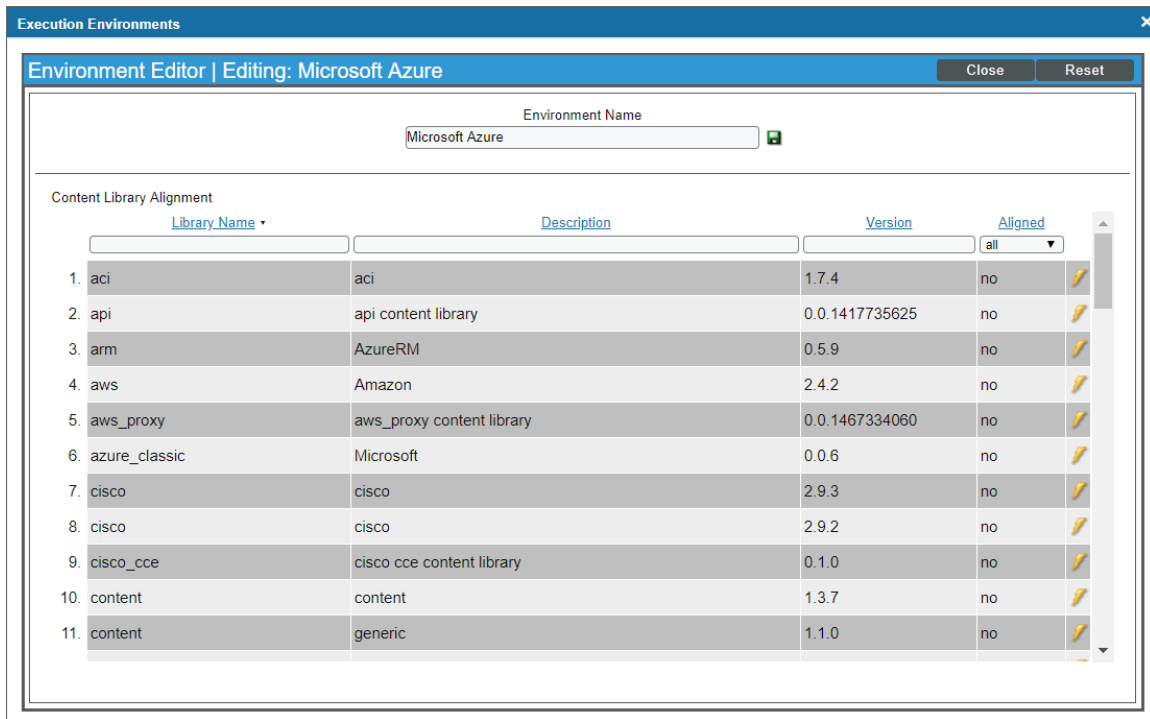 Execution Environments ×
Environment Editor | Editing: Microsoft Azure Close Reset
Environment Name
Microsoft Azure
Content Library Alignment
Library Name Description Version Aligned
all
1. aci aci 1.7.4 no
2. api api content library 0.0.1417735625 no
3. arm AzureRM 0.5.9 no
4. aws Amazon 2.4.2 no
5. aws_proxy aws_proxy content library 0.0.1467334060 no
6. azure_classic Microsoft 0.0.6 no
7. cisco cisco 2.9.3 no
8. cisco cisco 2.9.2 no
9. cisco_cce cisco cce content library 0.1.0 no
10. content content 1.3.7 no
11. content generic 1.1.0 no